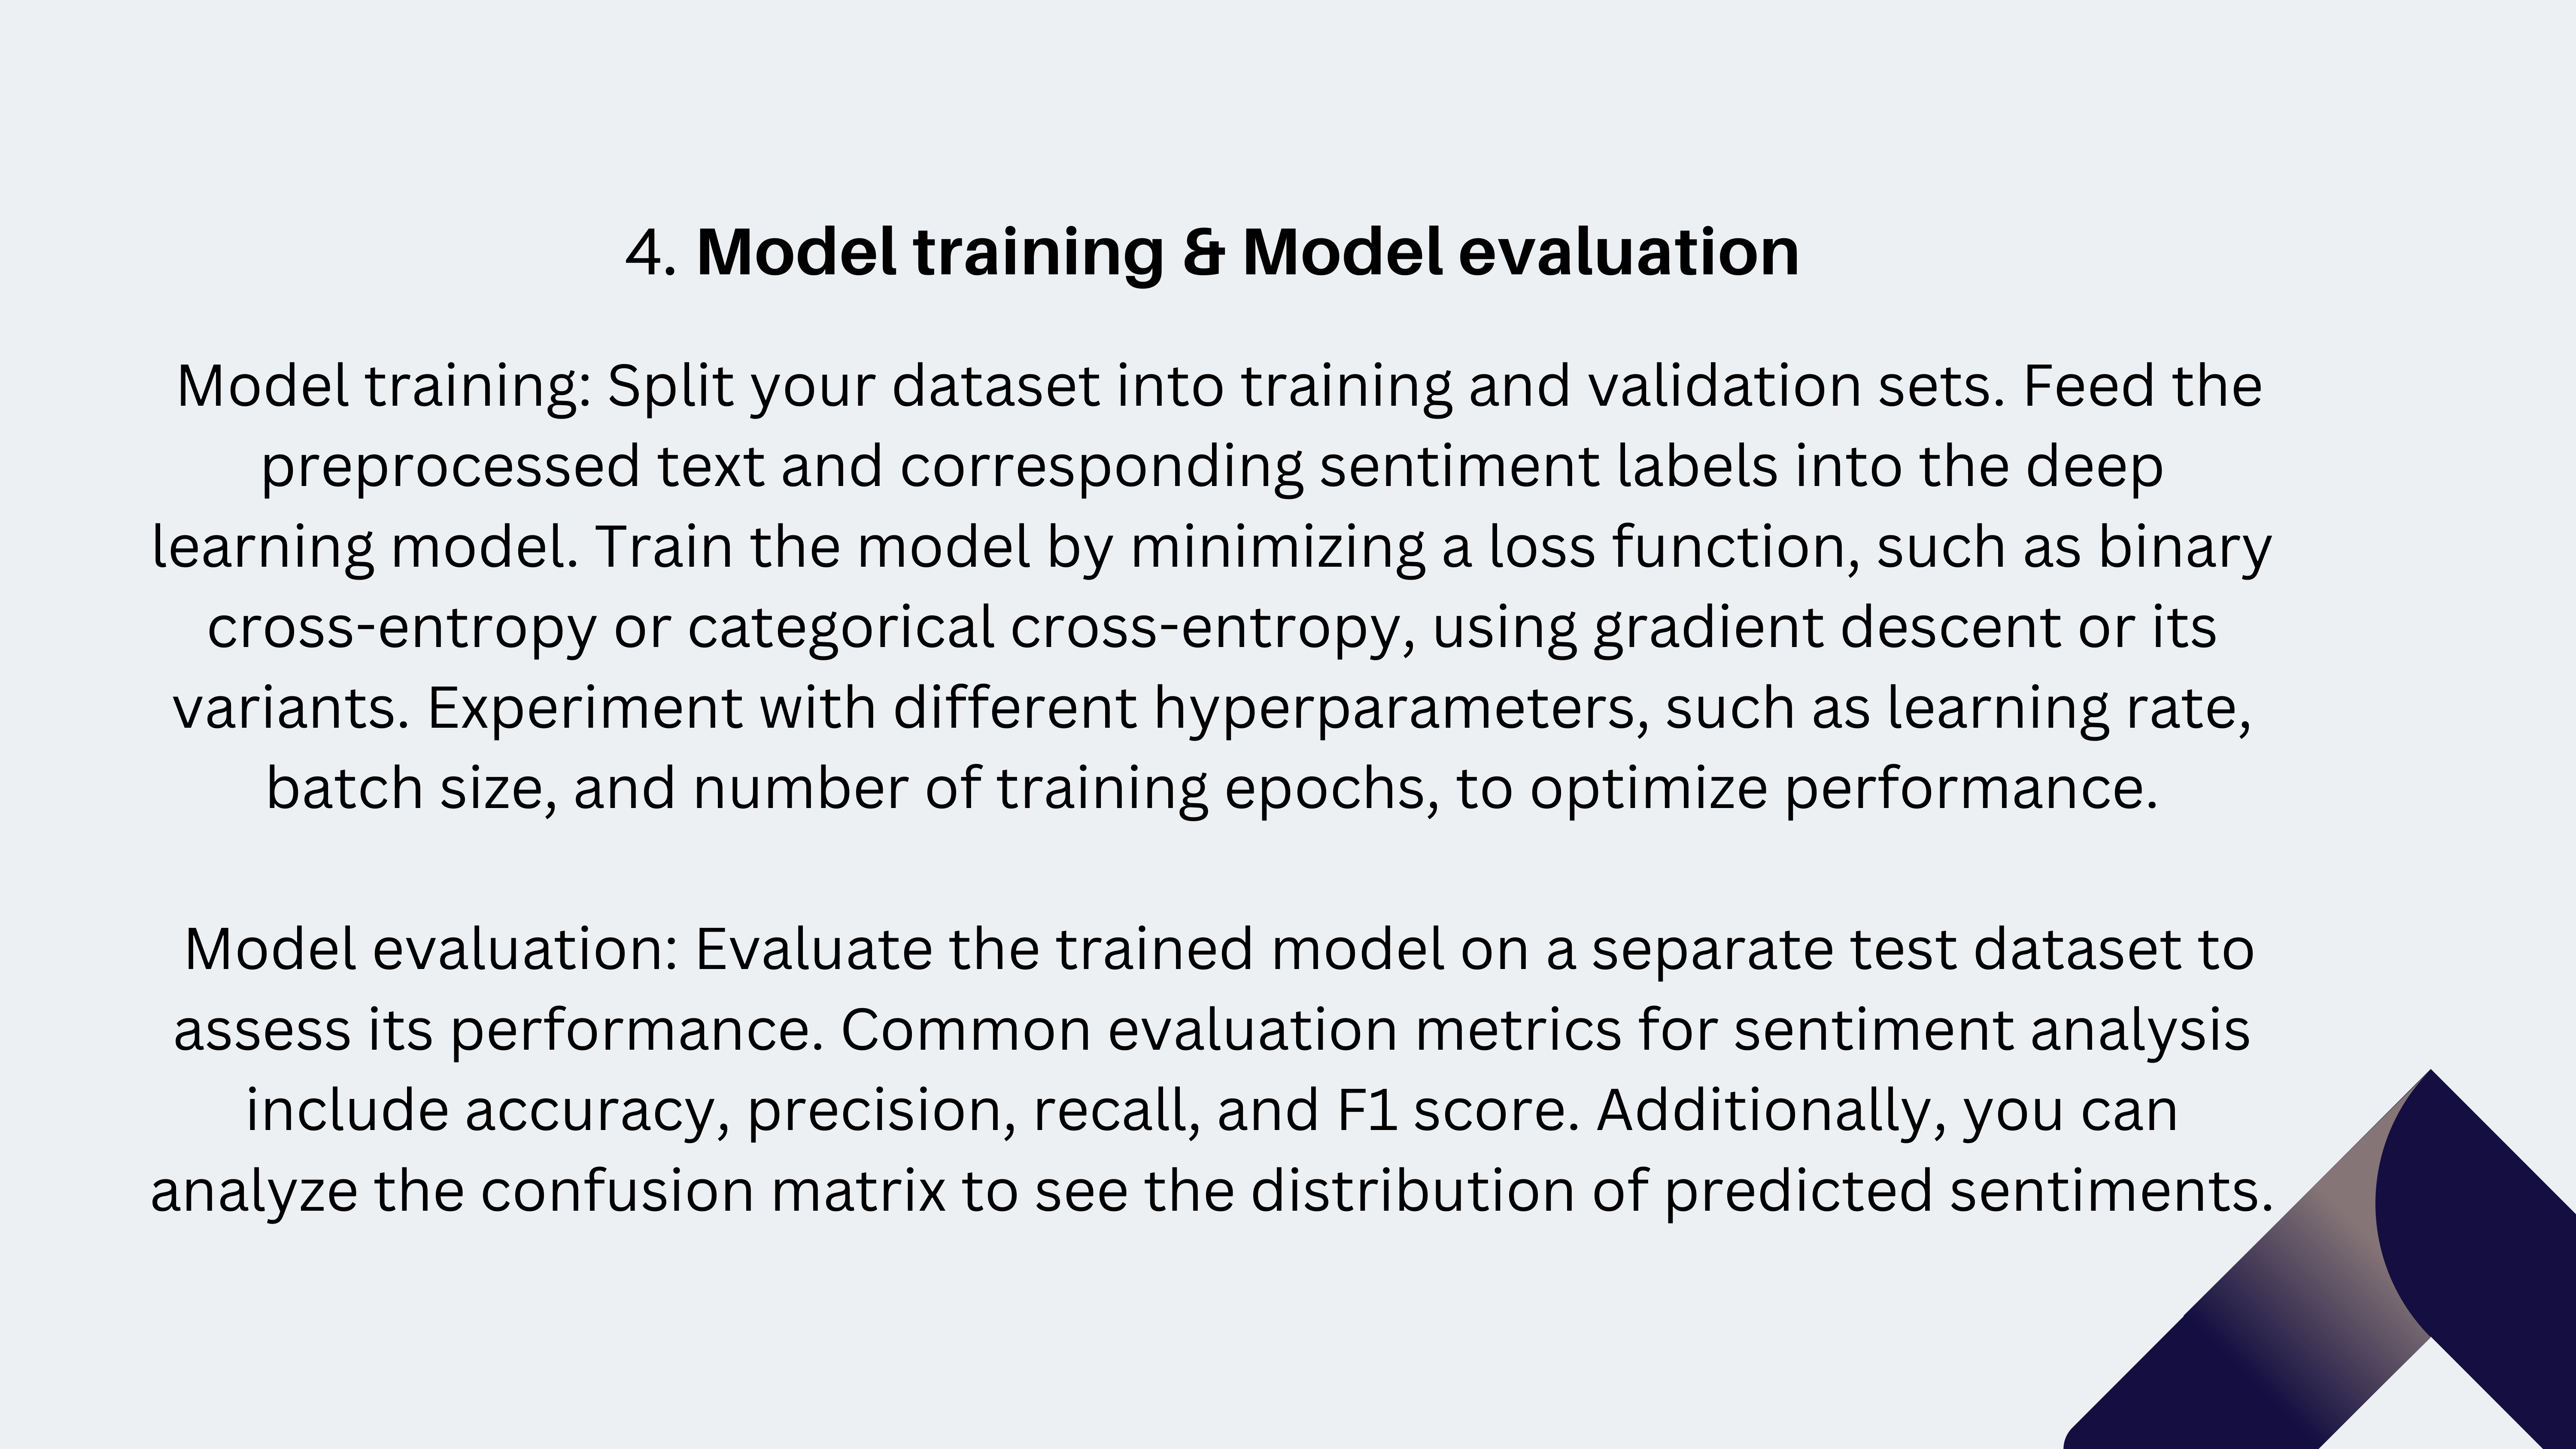 4. Model training & Model evaluation
Model training: Split your dataset into training and validation sets. Feed the
preprocessed text and corresponding sentiment labels into the deep
learning model. Train the model by minimizing a loss function, such as binary
cross-entropy or categorical cross-entropy, using gradient descent or its
variants. Experiment with different hyperparameters, such as learning rate,
batch size, and number of training epochs, to optimize performance.
Model evaluation: Evaluate the trained model on a separate test dataset to
assess its performance. Common evaluation metrics for sentiment analysis
include accuracy, precision, recall, and F1 score. Additionally, you can
analyze the confusion matrix to see the distribution of predicted sentiments.